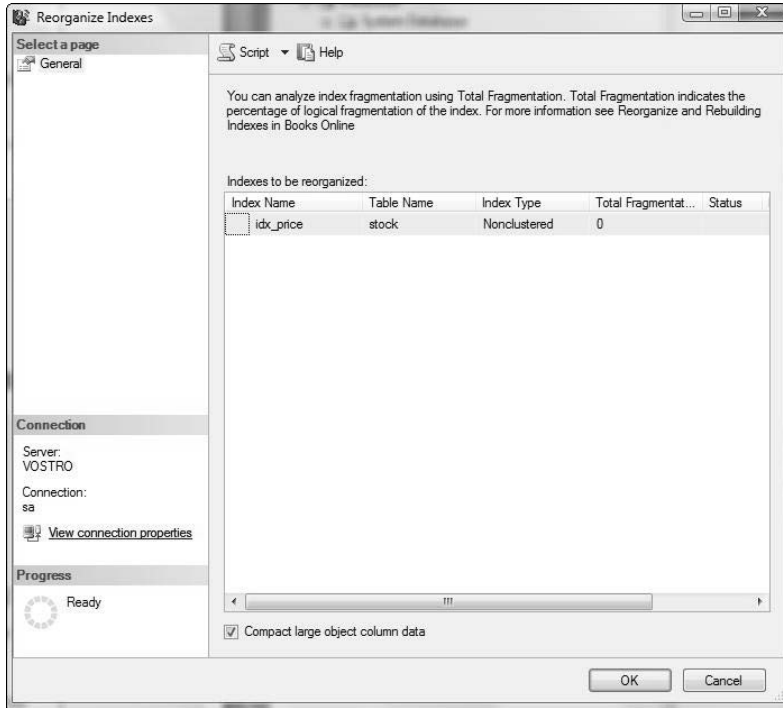 Reorganize Indexes
System Databases
Select a page
General
Script Help
You can analyze index fragmentation using Total Fragmentation. Total Fragmentation indicates the
percentage of logical fragmentation of the index. For more information see Reorganize and Rebuilding
Indexes in Books Online
Indexes to be reorganized:
Index Name Table Name Index Type Total Fragmentat... Status
idx_price stock Nonclustered 0
Connection
Server:
VOSTRO
Connection:
sa
View connection properties
Progress
Ready
Compact large object column data
OK Cancel